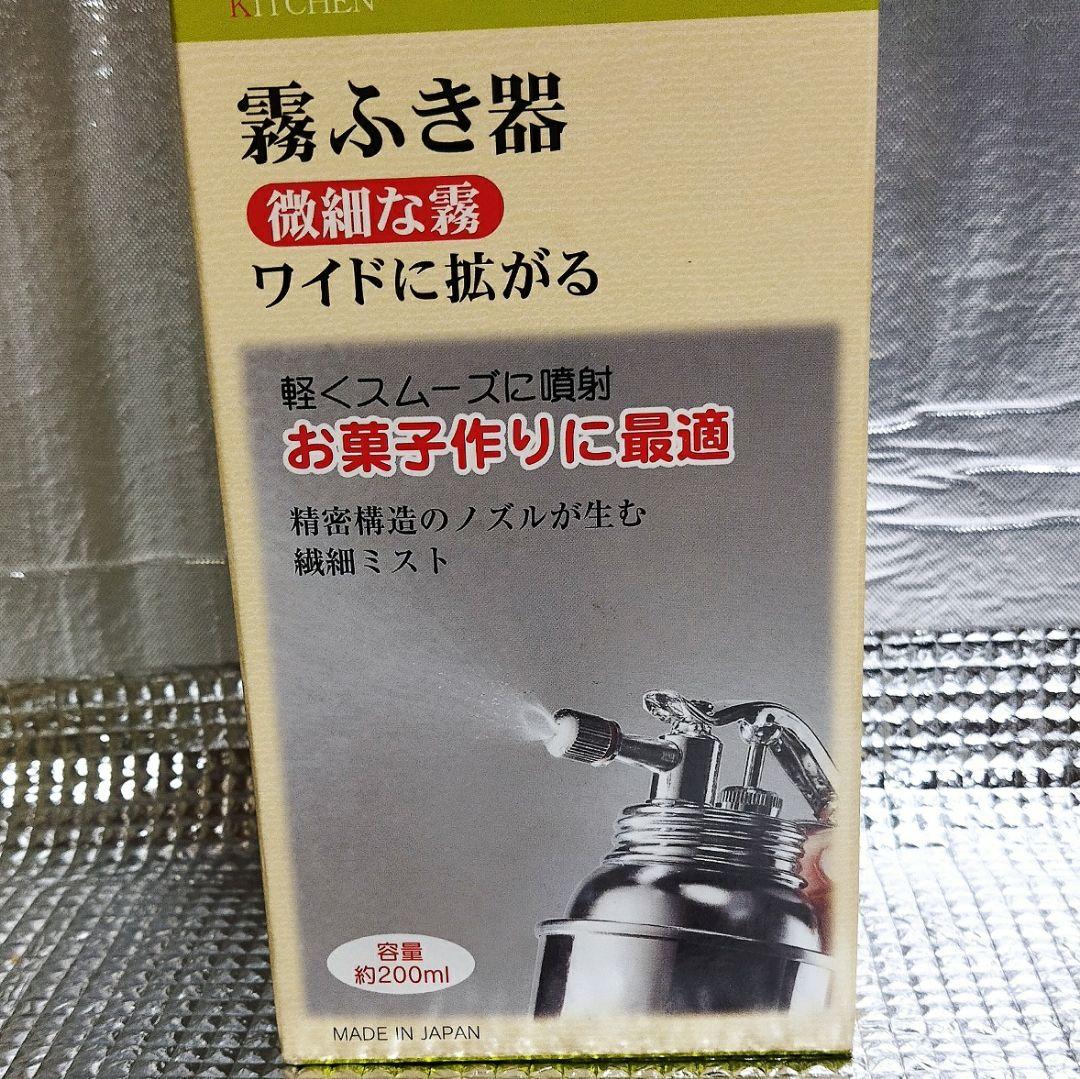 KITCHEN
霧ふき器
微細な霧
ワイドに拡がる
軽くスムーズに噴射
お菓子作りに最適
精密構造のノズルが生む
繊細ミスト
容量
約200ml
MADE IN JAPAN